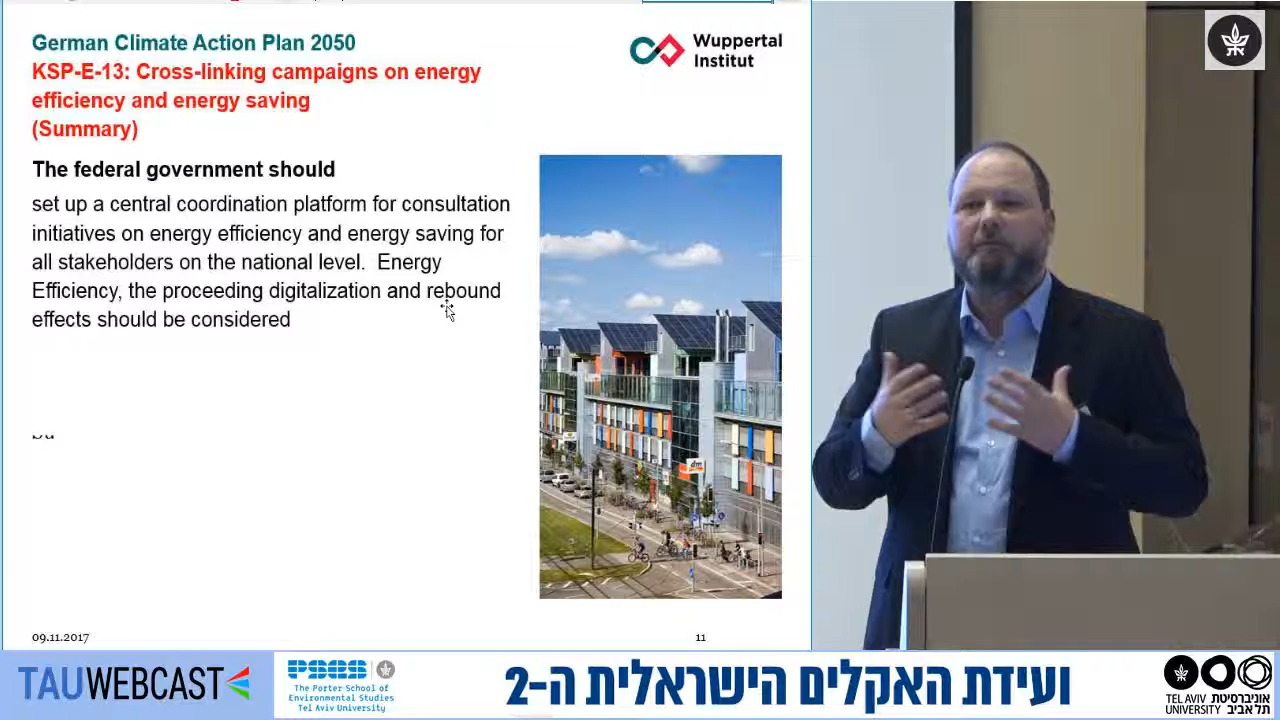 German Climate Action Plan 2050
KSP-E-13: Cross-linking campaigns on energy
efficiency and energy saving
(Summary)
Wuppertal
Institut
The federal government should
set up a central coordination platform for consultation
initiatives on energy efficiency and energy saving for
all stakeholders on the national level. Energy
Efficiency, the proceeding digitalization and rebound
effects should be considered
dm
09.11.2017
11
TAUWEBCAST
PSES
The Porter School of
Environmental Studies
Tel Aviv University
ועידת האקלים הישראלית ה-2
TEL AVIV אוניברסיטת
UNIVERSITY תל אביב